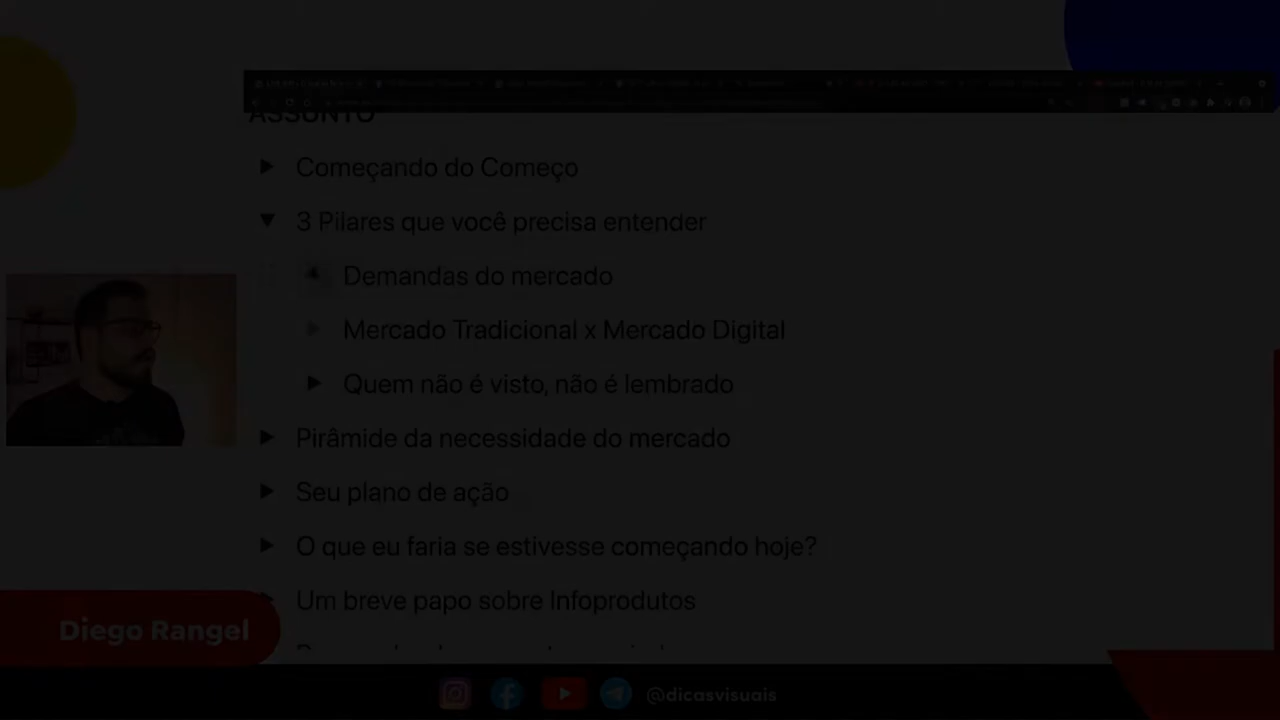 ASSUNTO
Começando do Começo
3 Pilares que você precisa entender
Demandas do mercado
Mercado Tradicional x Mercado Digital
Quem não é visto, não é lembrado
Pirâmide da necessidade do mercado
Seu plano de ação
O que eu faria se estivesse começando hoje?
Um breve papo sobre Infoprodutos
Diego Rangel
@dicasvisuais